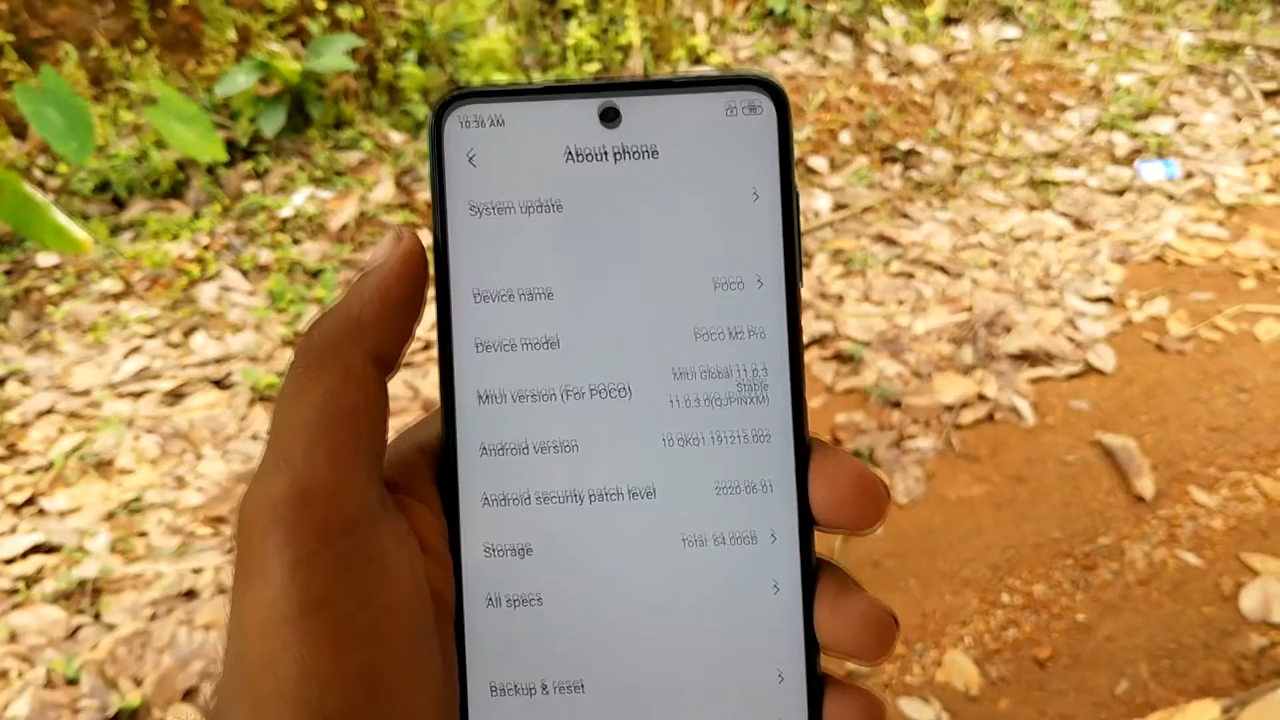 10:36 AM
90
About phone
System update
Device name
POCO
Device model
POCO M2 Pro
MIUI version (For POCO)
MIUI Global 11.0.3
Stable
11.0.3.0(QJPINXM)
Android version
10 QKQ1.191215.002
Android security patch level
2020-06-01
Storage
Total: 64.00GB
All specs
Backup & reset